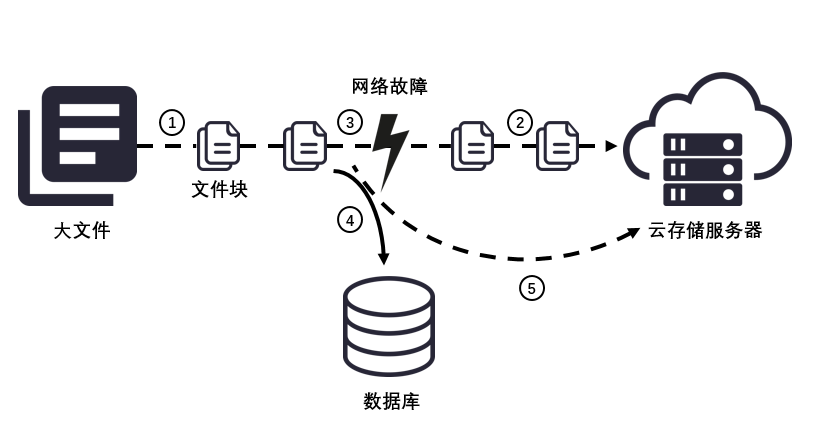 网络故障
① ③ ②
文件块
大文件
④
云存储服务器
⑤
数据库